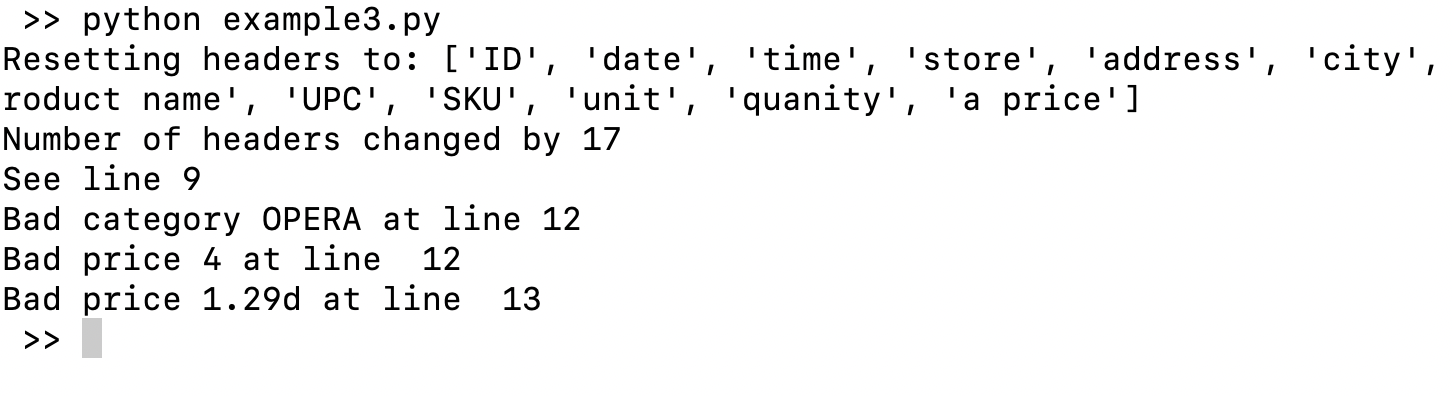 >> python example3.py
Resetting headers to: ['ID', 'date', 'time', 'store', 'address', 'city',
roduct name', 'UPC', 'SKU', 'unit', 'quanity', 'a price']
Number of headers changed by 17
See line 9
Bad category OPERA at line 12
Bad price 4 at line  12
Bad price 1.29d at line  13
>>